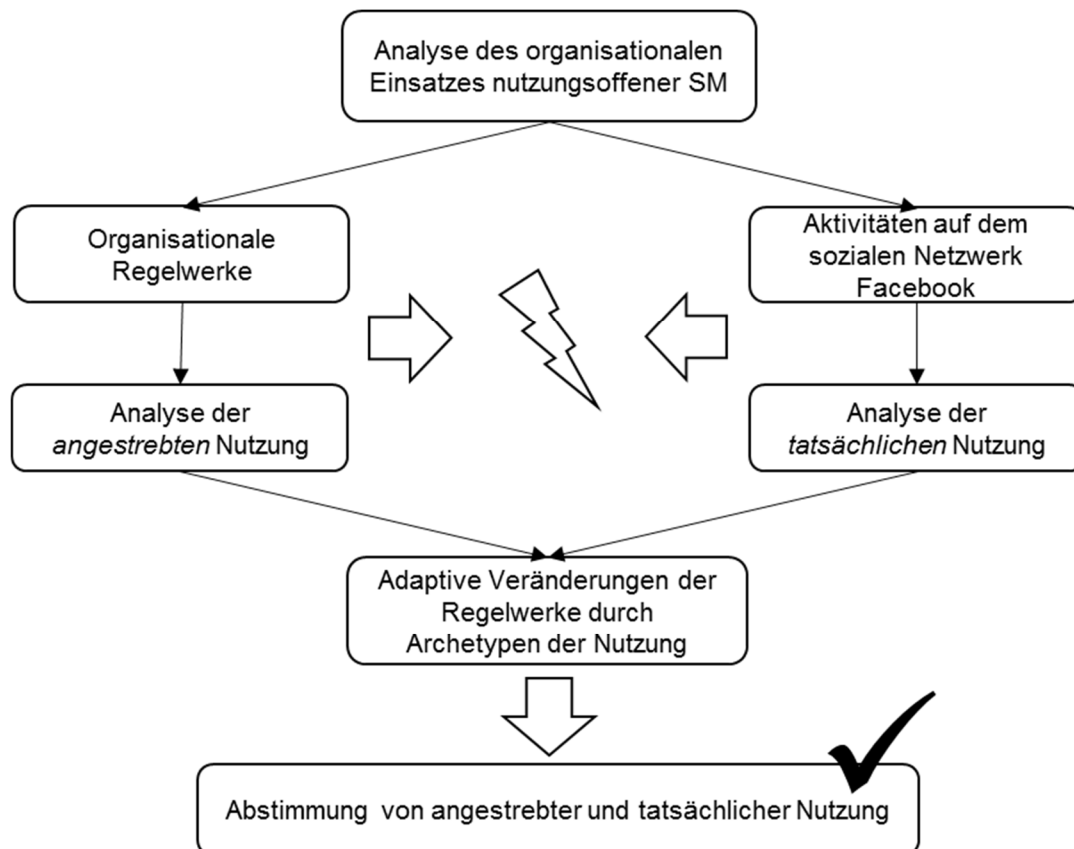 Analyse des organisationalen
Einsatzes nutzungsoffener SM
Organisationale
Regelwerke
Aktivitäten auf dem
sozialen Netzwerk
Facebook
Analyse der
angestrebten Nutzung
Analyse der
tatsächlichen Nutzung
Adaptive Veränderungen der
Regelwerke durch
Archetypen der Nutzung
Abstimmung von angestrebter und tatsächlicher Nutzung